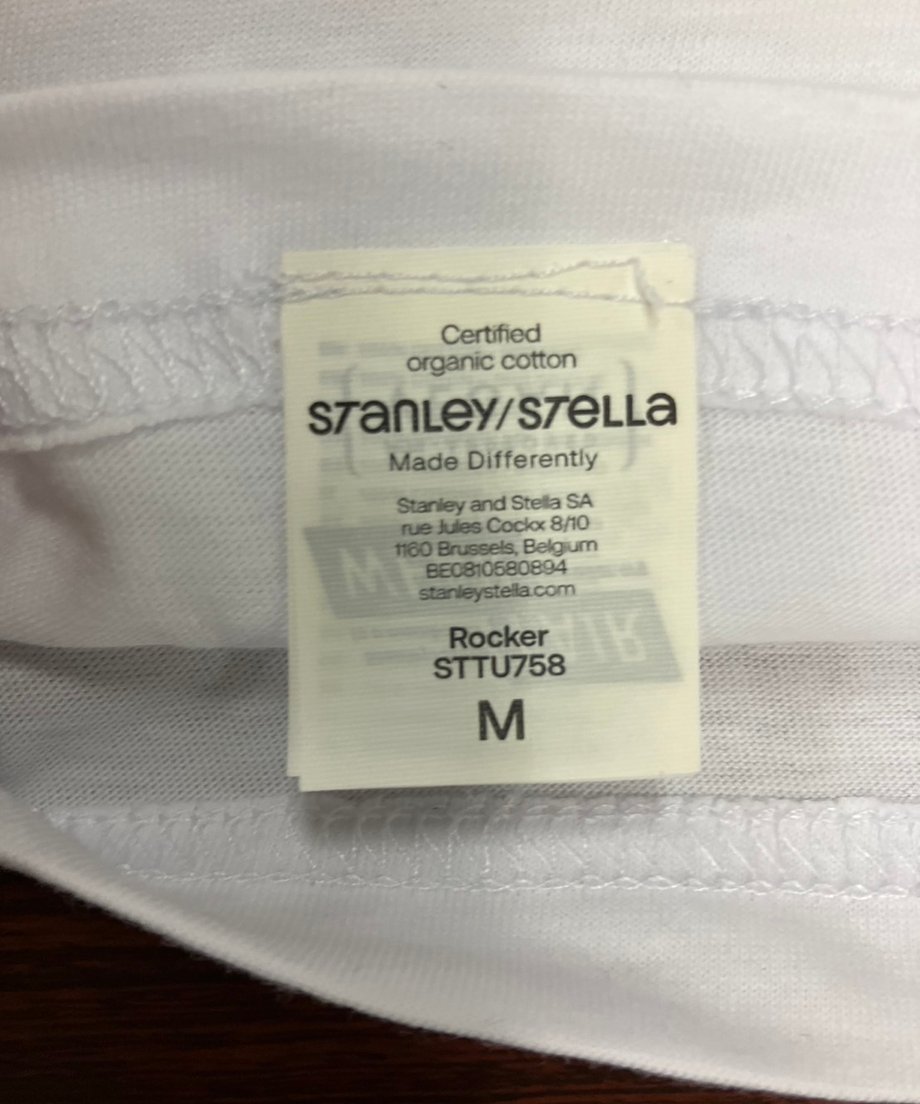 Certified
organic cotton
STANLEY/STELLA
Made Differently
Stanley and Stella SA
rue Jules Cockx 8/10
1160 Brussels, Belgium
BE0810580894
stanleystella.com
Rocker
STTU758
M